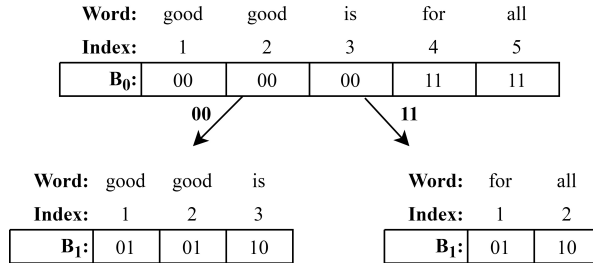 Word: good good is for all
Index: 1 2 3 4 5
B0: 00 00 00 11 11
00 11
Word: good good is
Index: 1 2 3
B1: 01 01 10
Word: for all
Index: 1 2
B1: 01 10